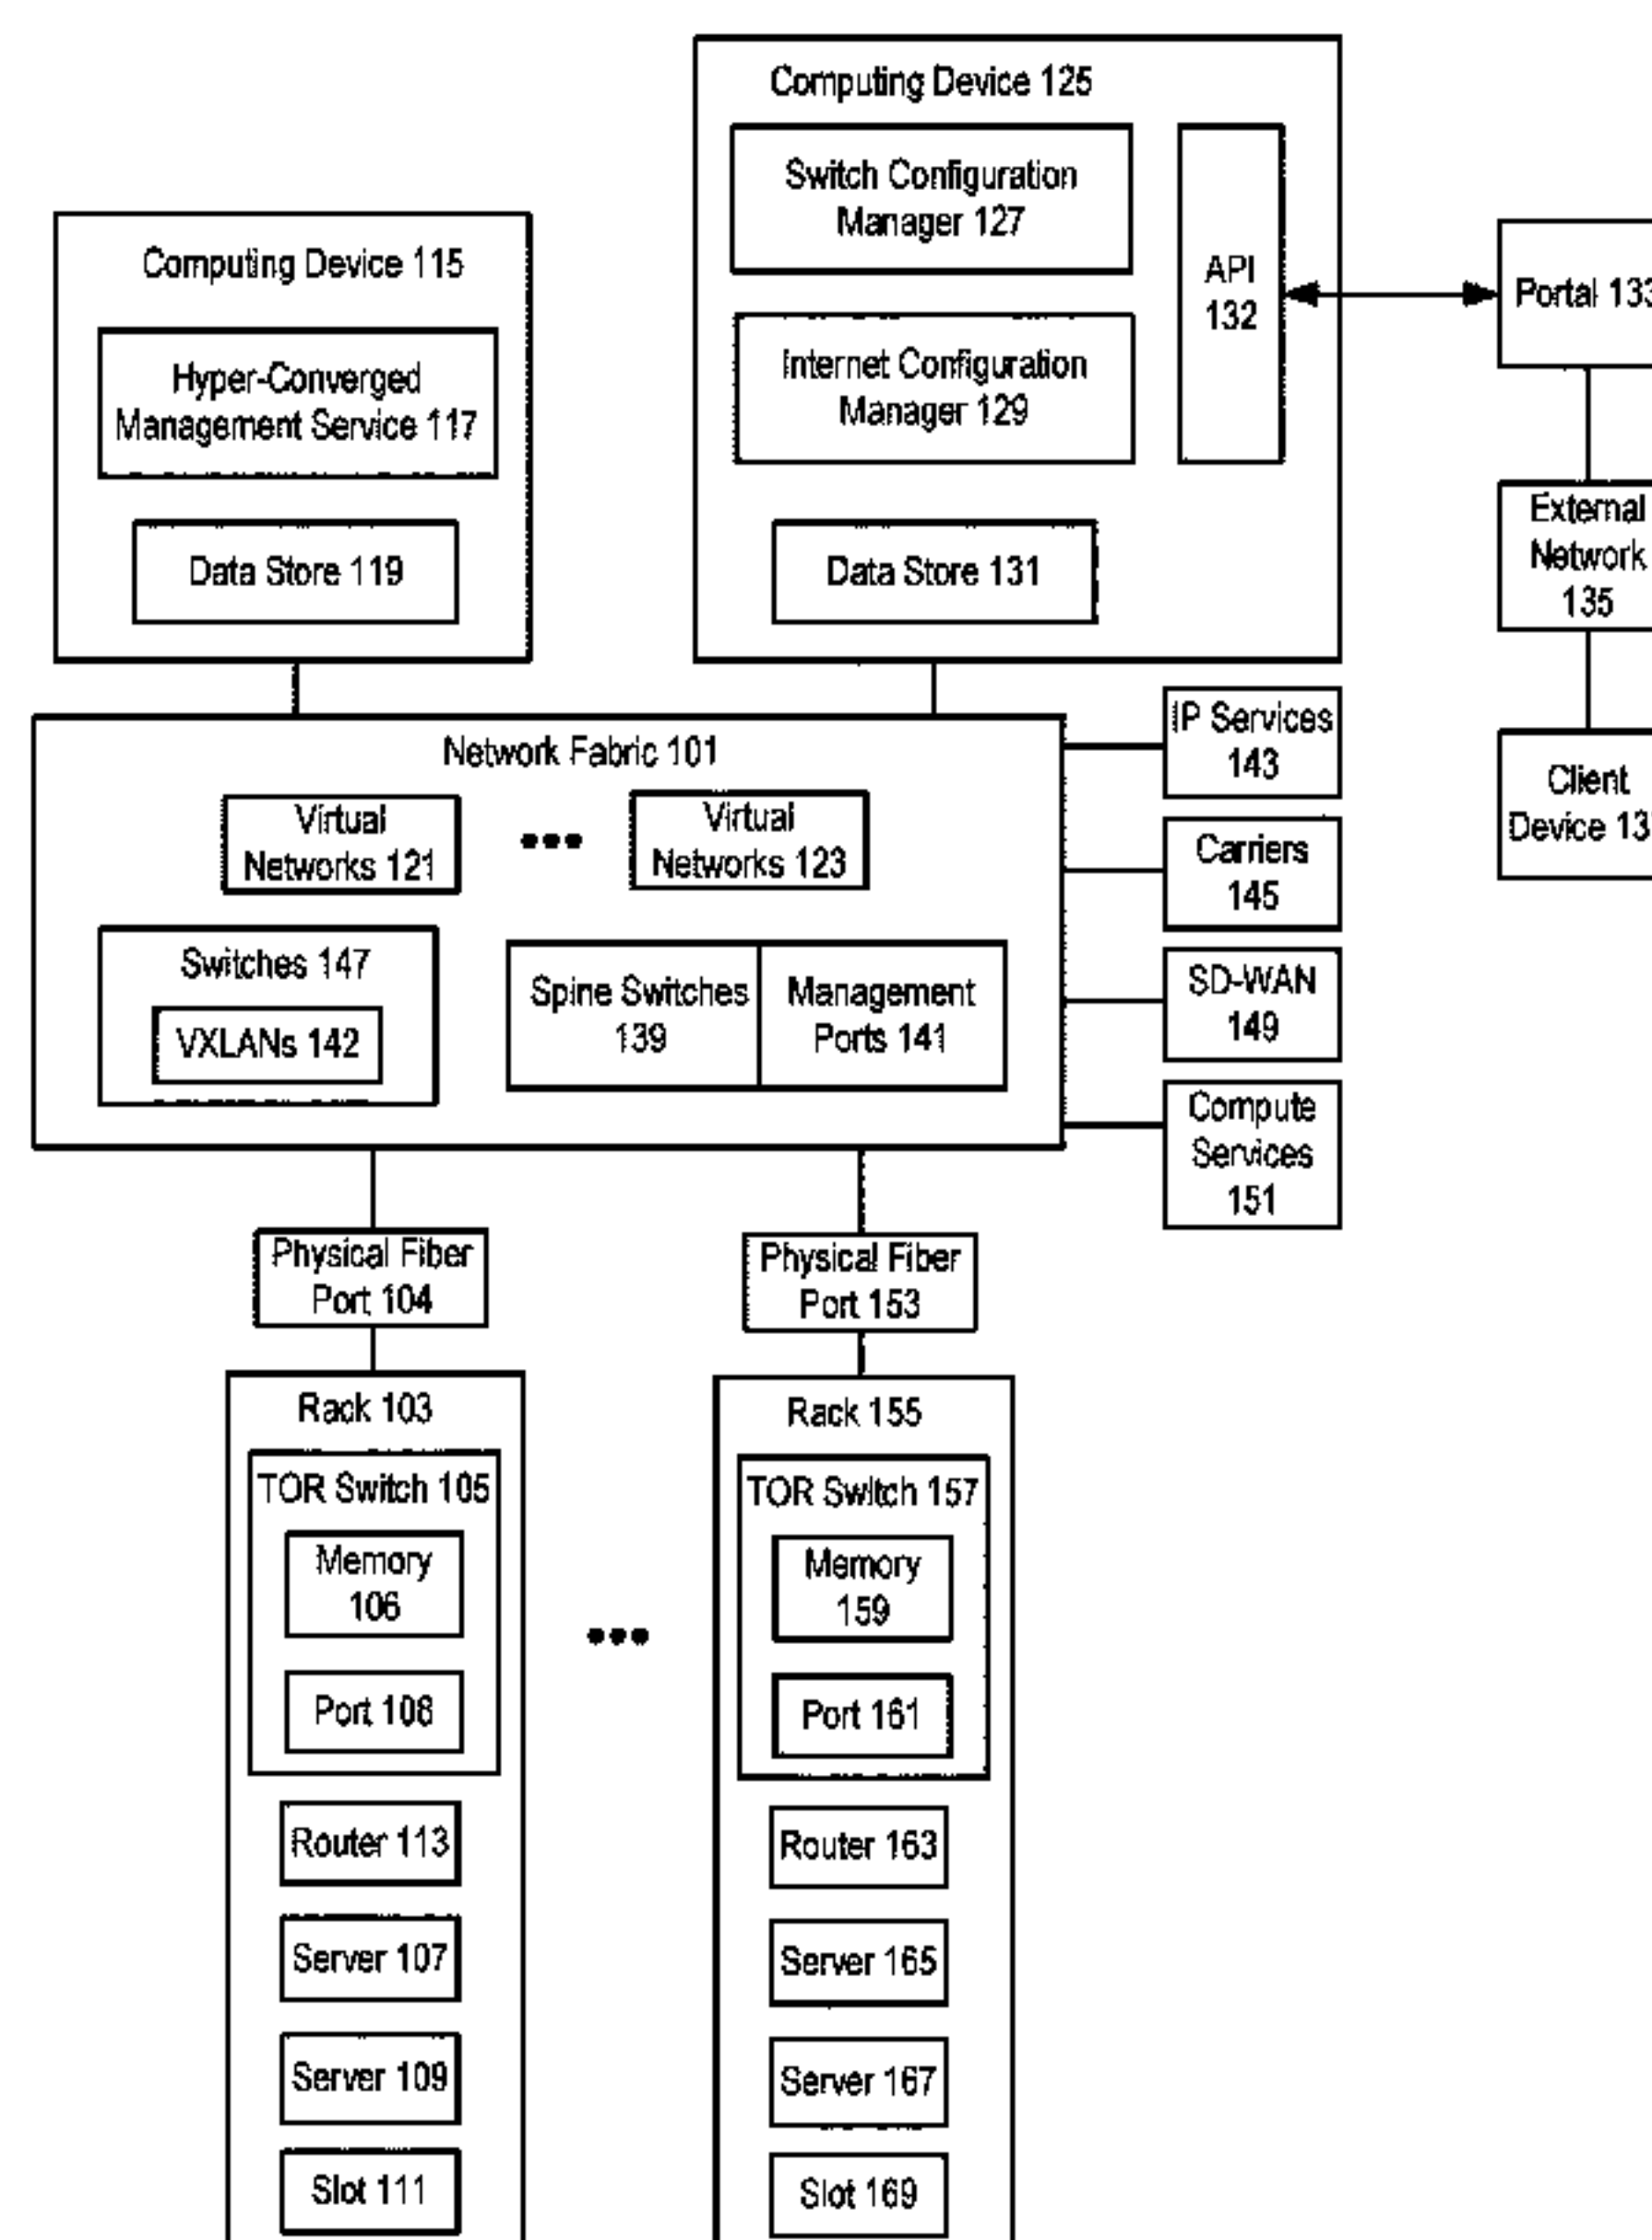 Computing Device 125
Switch Configuration
Manager 127
API
132
Internet Configuration
Manager 129
Data Store 131
Computing Device 115
Hyper-Converged
Management Service 117
Data Store 119
Portal 133
External
Network
135
Client
Device
Network Fabric 101
Virtual
Networks 121
Virtual
Networks 123
Switches 147
VXLANs 142
Spine Switches
139
Management
Ports 141
IP Services
143
Carriers
145
SD-WAN
149
Compute
Services
151
Physical Fiber
Port 104
Physical Fiber
Port 153
Rack 103
TOR Switch 105
Memory
106
Port 108
Router 113
Server 107
Server 109
Slot 111
Rack 155
TOR Switch 157
Memory
159
Port 161
Router 163
Server 165
Server 167
Slot 169